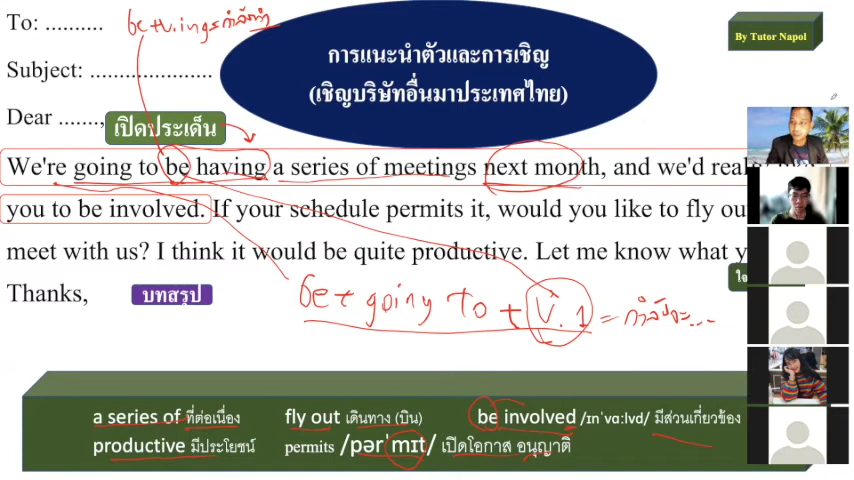 To: ..........
be + v.ing = กำลังทำ
By Tutor Napol
การแนะนำตัวและการเชิญ
(เชิญบริษัทอื่นมาประเทศไทย)
Subject: .....................
Dear .......,
เปิดประเด็น
We're going to be having a series of meetings next month, and we'd really
you to be involved. If your schedule permits it, would you like to fly out
meet with us? I think it would be quite productive. Let me know what y
Thanks,
บทสรุป
be + going to + V.1 = กำลังจะ...
a series of ที่ต่อเนื่อง fly out เดินทาง (บิน) be involved /ɪnˈvɑːlvd/ มีส่วนเกี่ยวข้อง
productive มีประโยชน์ permits /pərˈmɪt/ เปิดโอกาส อนุญาติ